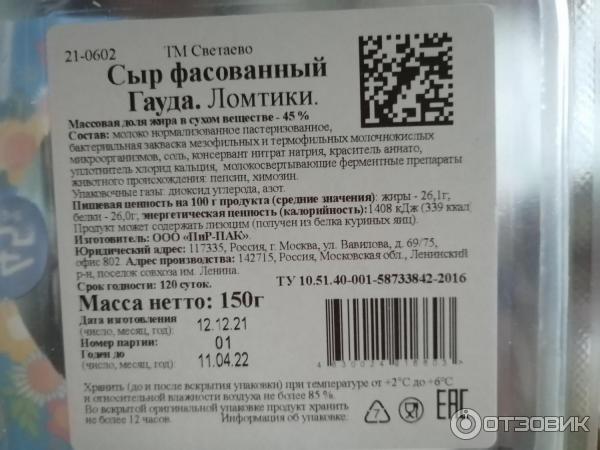 21-0602 ТМ Светаево
Сыр фасованный
Гауда. Ломтики.
Массовая доля жира в сухом веществе - 45 %
Состав: молоко нормализованное пастеризованное,
бактериальная закваска мезофильных и термофильных молочнокислых
микроорганизмов, соль, консервант нитрат натрия, краситель аннато,
уплотнитель хлорид кальция, молокосвертывающие ферментные препараты
животного происхождения: пепсин, химозин.
Упаковочные газы: диоксид углерода, азот.
Пищевая ценность на 100 г продукта (средние значения): жиры - 26,1г,
белки - 26,0г, энергетическая ценность (калорийность):1408 кДж (339 ккал)
Продукт может содержать лизоцим (получен из белка куриных яиц).
Изготовитель: ООО «ПиР-ПАК».
Юридический адрес: 117335, Россия, г. Москва, ул. Вавилова, д. 69/75,
офис 802. Адрес производства: 142715, Россия, Московская обл., Ленинский
р-н, поселок совхоза им. Ленина.
Срок годности: 120 суток. ТУ 10.51.40-001-58733842-2016
Масса нетто: 150г
Дата изготовления
(число, месяц, год): 12.12.21
Номер партии: 01
Годен до
(число, месяц, год): 11.04.22
Хранить (до и после вскрытия упаковки) при температуре от +2°С до +6°С
и относительной влажности воздуха не более 85 %.
Во вскрытой оригинальной упаковке продукт хранить
не более 12 часов. Информация об упаковке:
7
EAC
ОТЗОВИК